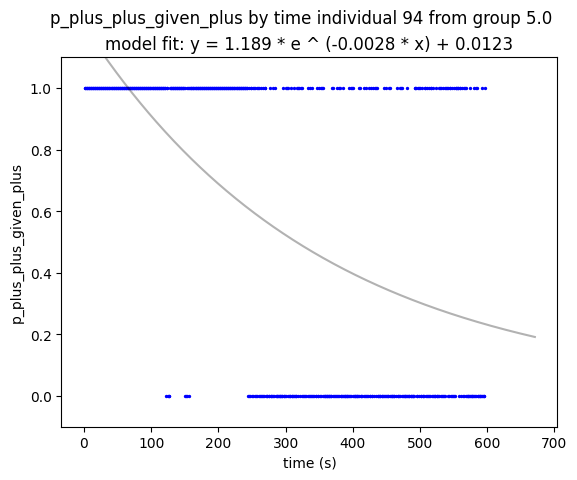 p_plus_plus_given_plus by time individual 94 from group 5.0
model fit: y = 1.189 * e ^ (-0.0028 * x) + 0.0123
p_plus_plus_given_plus
1.0
0.8
0.6
0.4
0.2
0.0
0 100 200 300 400 500 600 700
time (s)